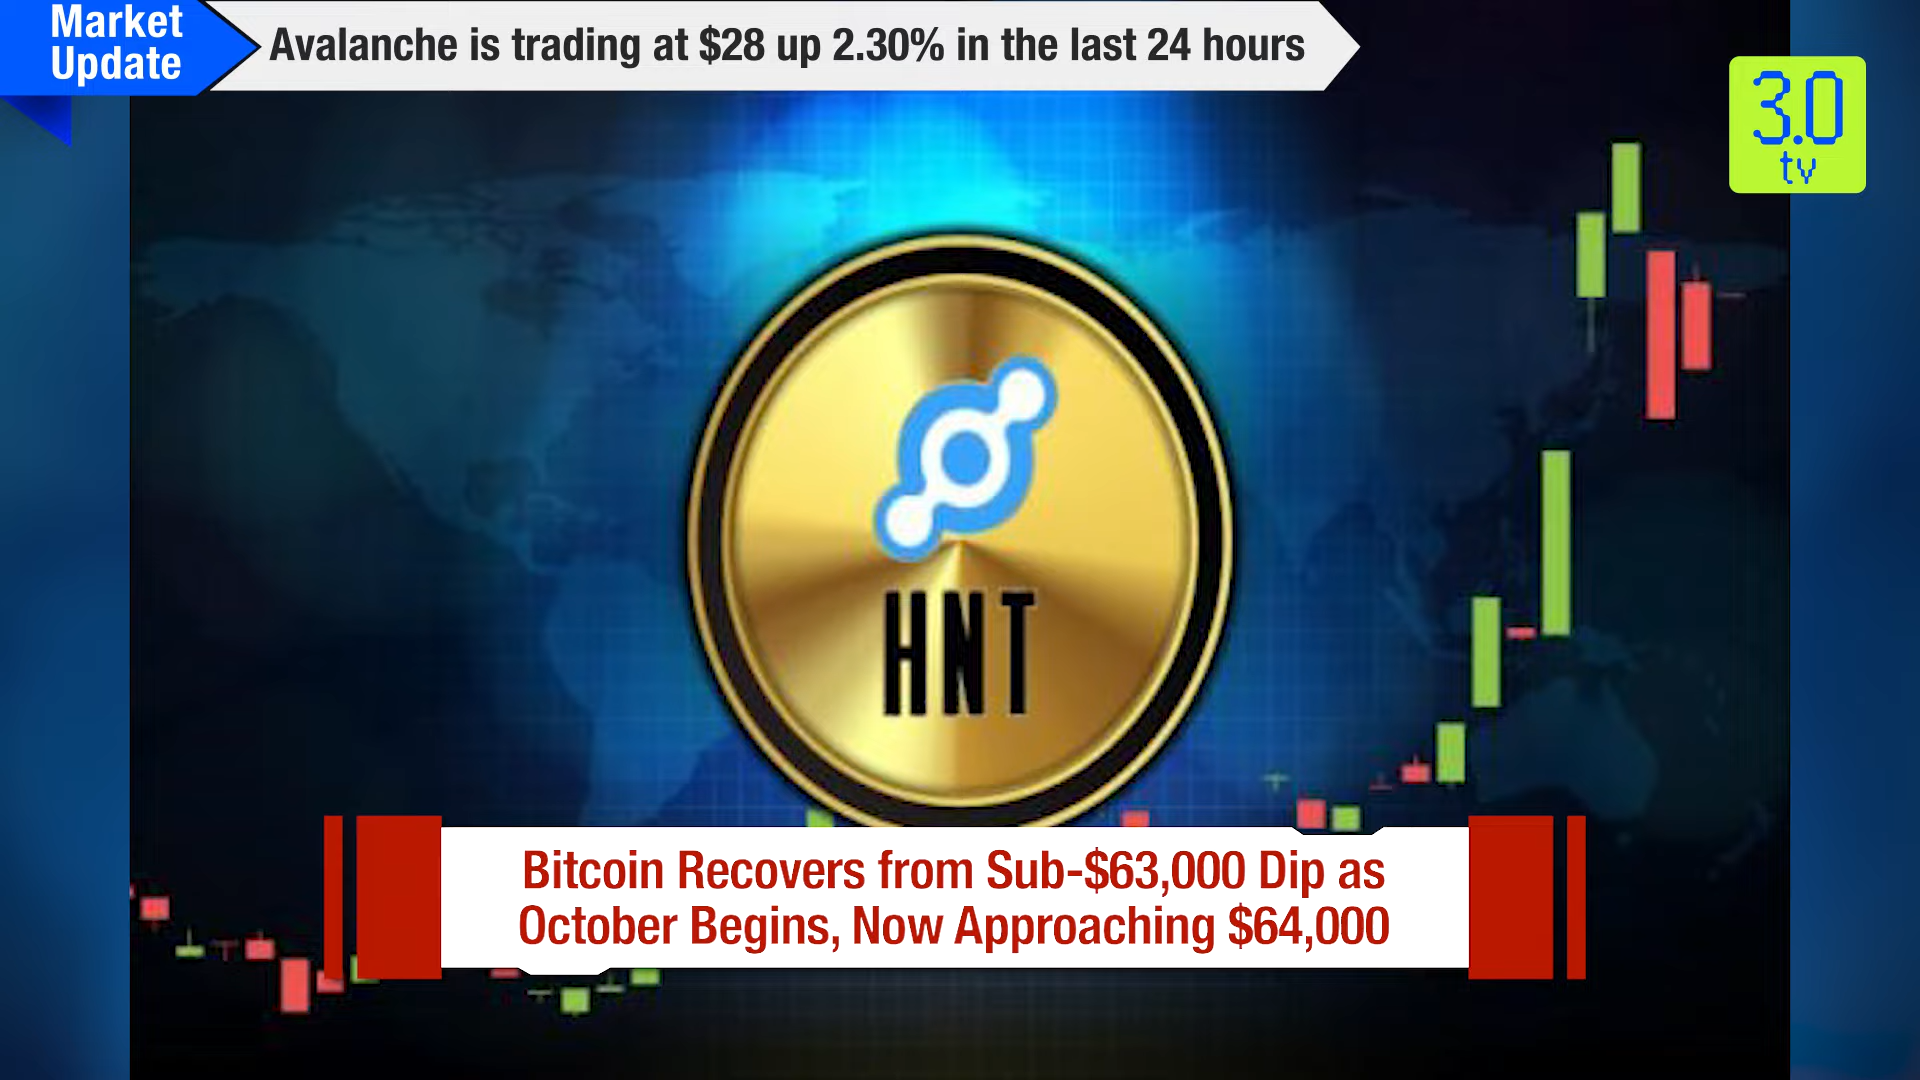 Market
Update
Avalanche is trading at $28 up 2.30% in the last 24 hours
3.0
tv
HNT
Bitcoin Recovers from Sub-$63,000 Dip as
October Begins, Now Approaching $64,000